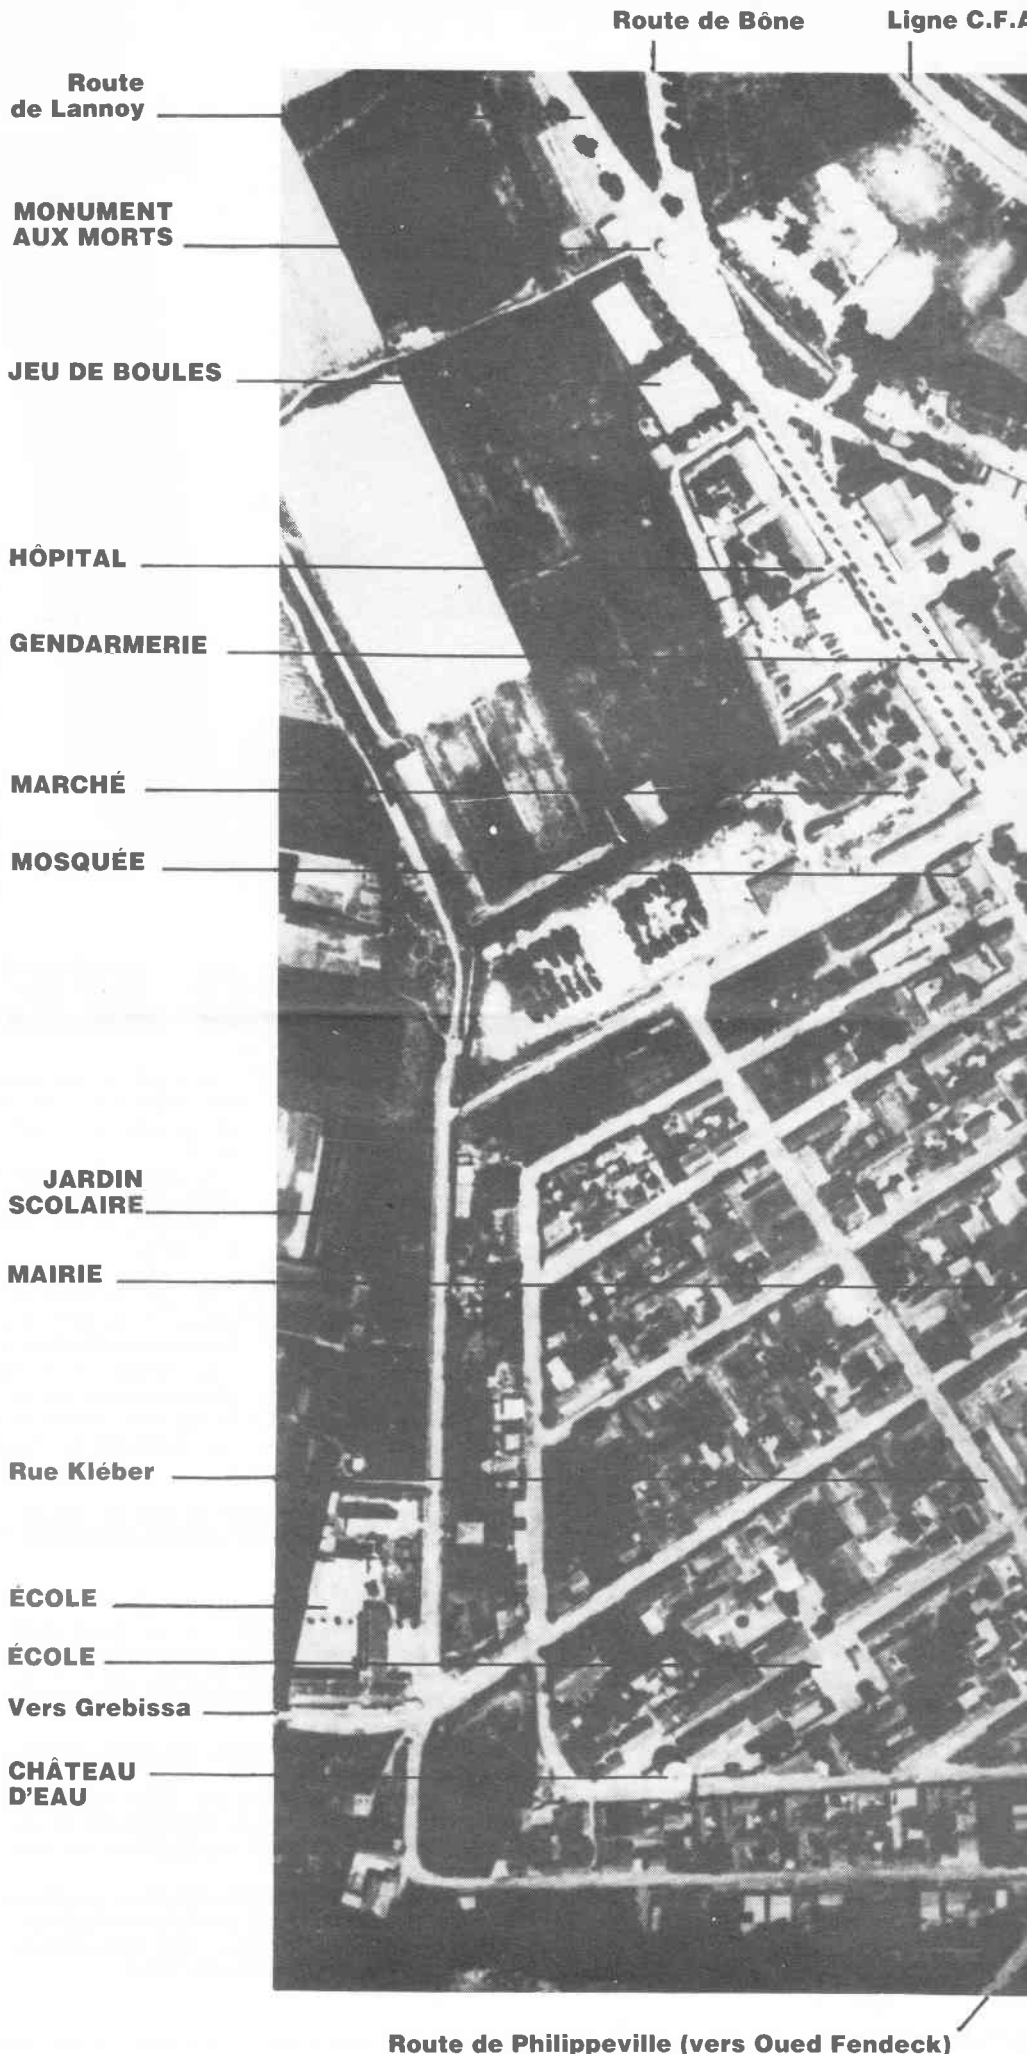 Route de Bône
Ligne C.F.A
Route
de Lannoy
MONUMENT
AUX MORTS
JEU DE BOULES
HÔPITAL
GENDARMERIE
MARCHÉ
MOSQUÉE
JARDIN
SCOLAIRE
MAIRIE
Rue Kléber
ÉCOLE
ÉCOLE
Vers Grebissa
CHÂTEAU
D'EAU
Route de Philippeville (vers Oued Fendeck)